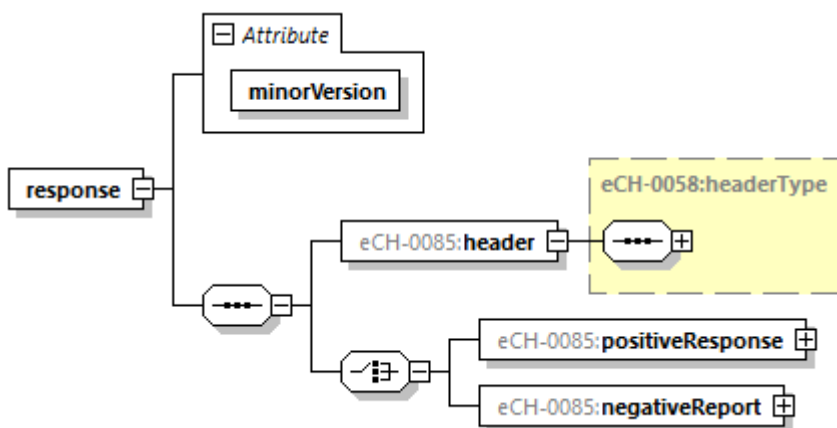 Attribute
minorVersion
response
eCH-0058:headerType
eCH-0085:header
eCH-0085:positiveResponse
eCH-0085:negativeReport